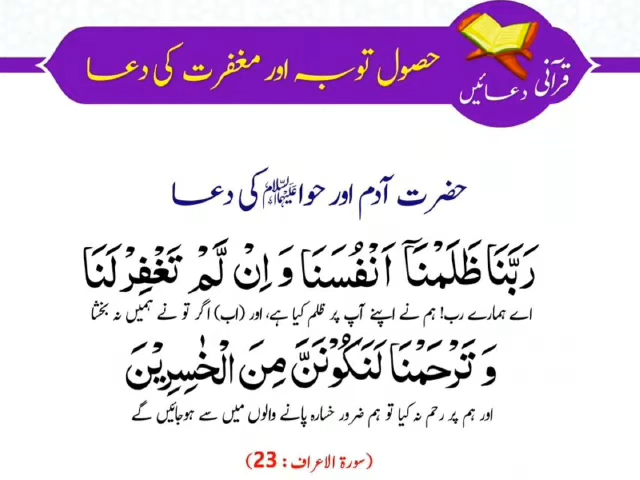 قرآنی دعائیں
حصول توبہ اور مغفرت کی دعا
حضرت آدم اور حوا علیہما السلام کی دعا
رَبَّنَا ظَلَمْنَآ اَنْفُسَنَا وَ اِنْ لَّمْ تَغْفِرْ لَنَا
اے ہمارے رب! ہم نے اپنے آپ پر ظلم کیا ہے، اور (اب) اگر تو نے ہمیں نہ بخشا
وَ تَرْحَمْنَا لَنَكُوْنَنَّ مِنَ الْخٰسِرِيْنَ
اور ہم پر رحم نہ کیا تو ہم ضرور خسارہ پانے والوں میں سے ہوجائیں گے
(سورۃ الاعراف: 23)